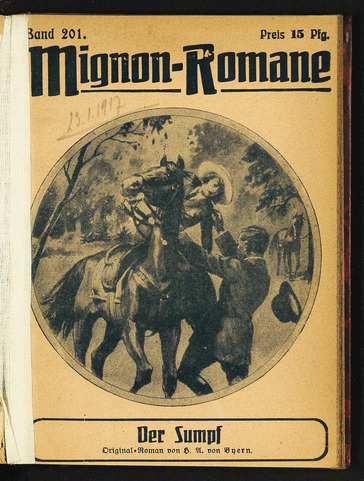 Band 201.
Preis 15 Pfg.
Mignon-Romane
23.1.1917
Der Sumpf
Original-Roman von H. A. von Byern.